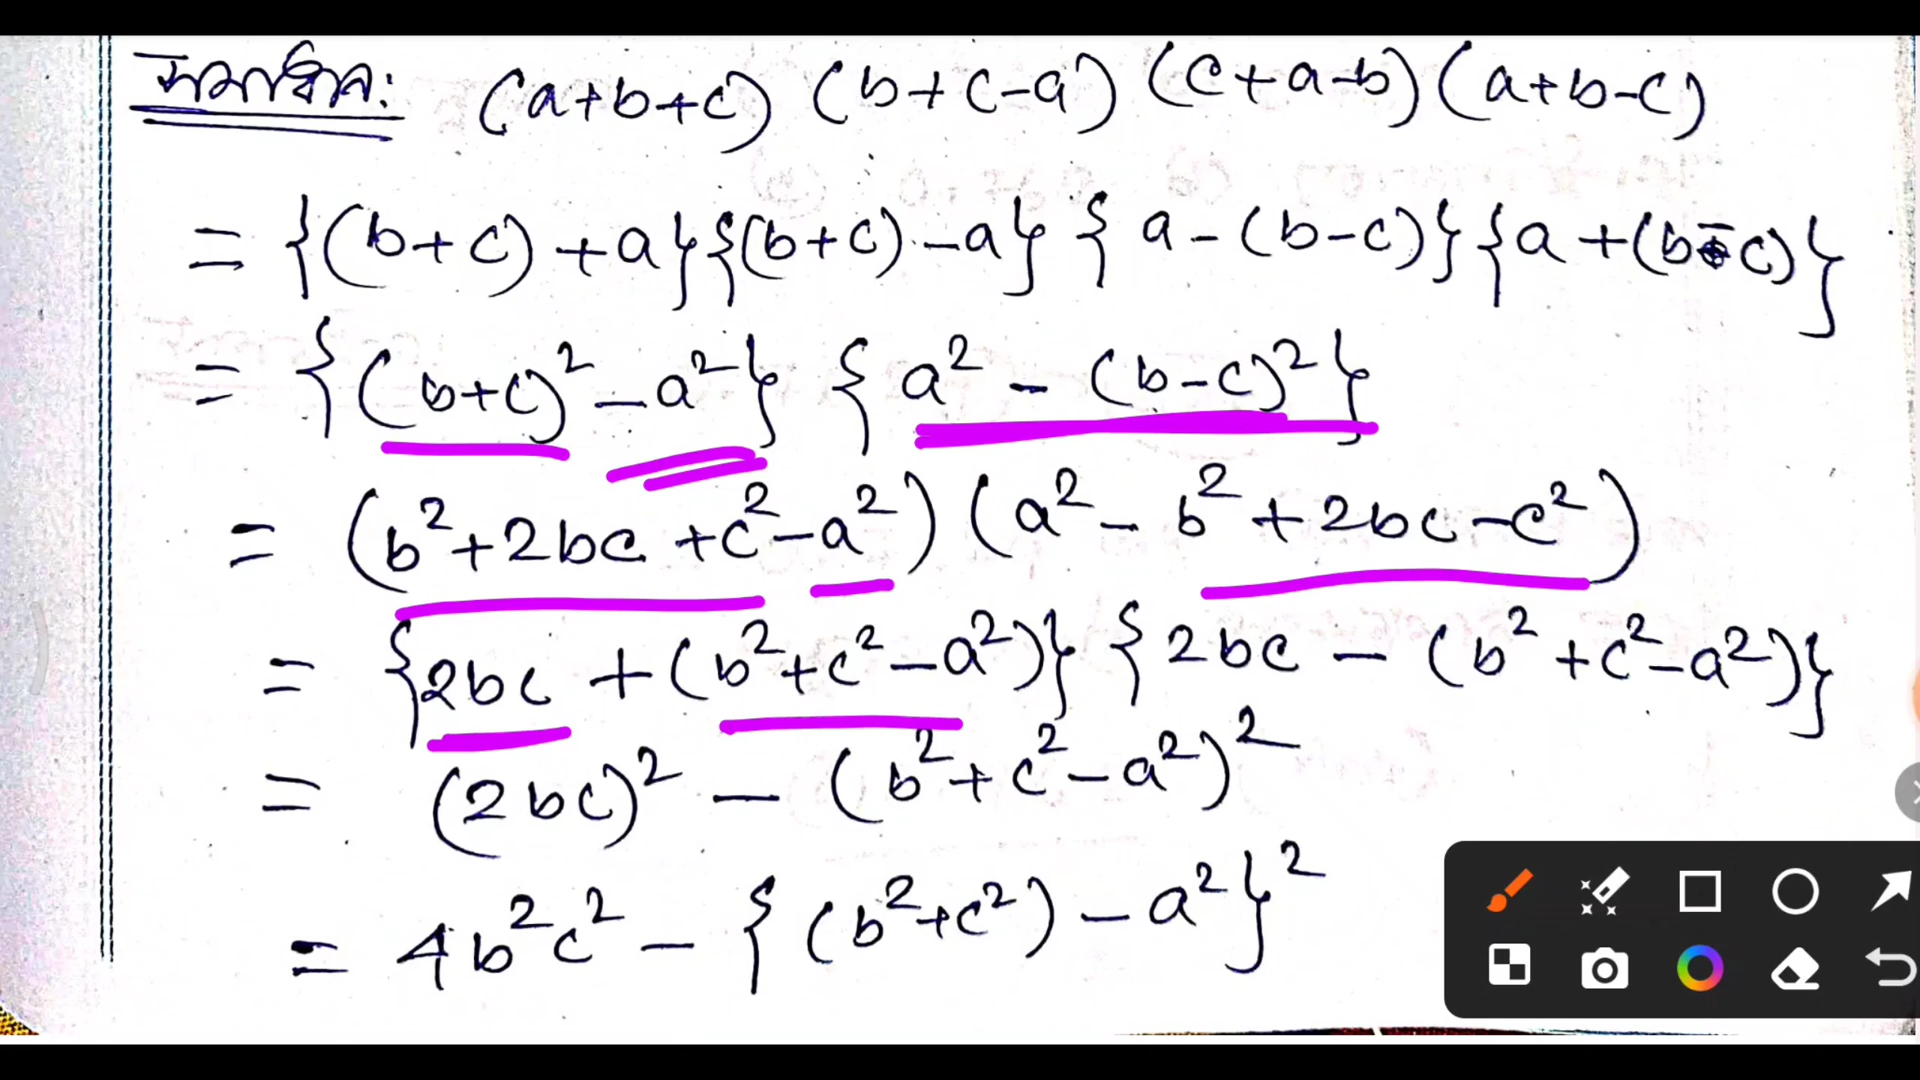 সমাধান: (a+b+c) (b+c-a) (c+a-b) (a+b-c)
= {(b+c) +a}{(b+c) -a} {a-(b-c)}{a+(b-c)}
= {(b+c)² -a²} {a² - (b-c)²}
= (b²+2bc+c²-a²) (a²-b²+2bc-c²)
= {2bc +(b²+c²-a²)} {2bc - (b²+c²-a²)}
= (2bc)² - (b²+c²-a²)²
= 4b²c² - {(b²+c²) - a²}²